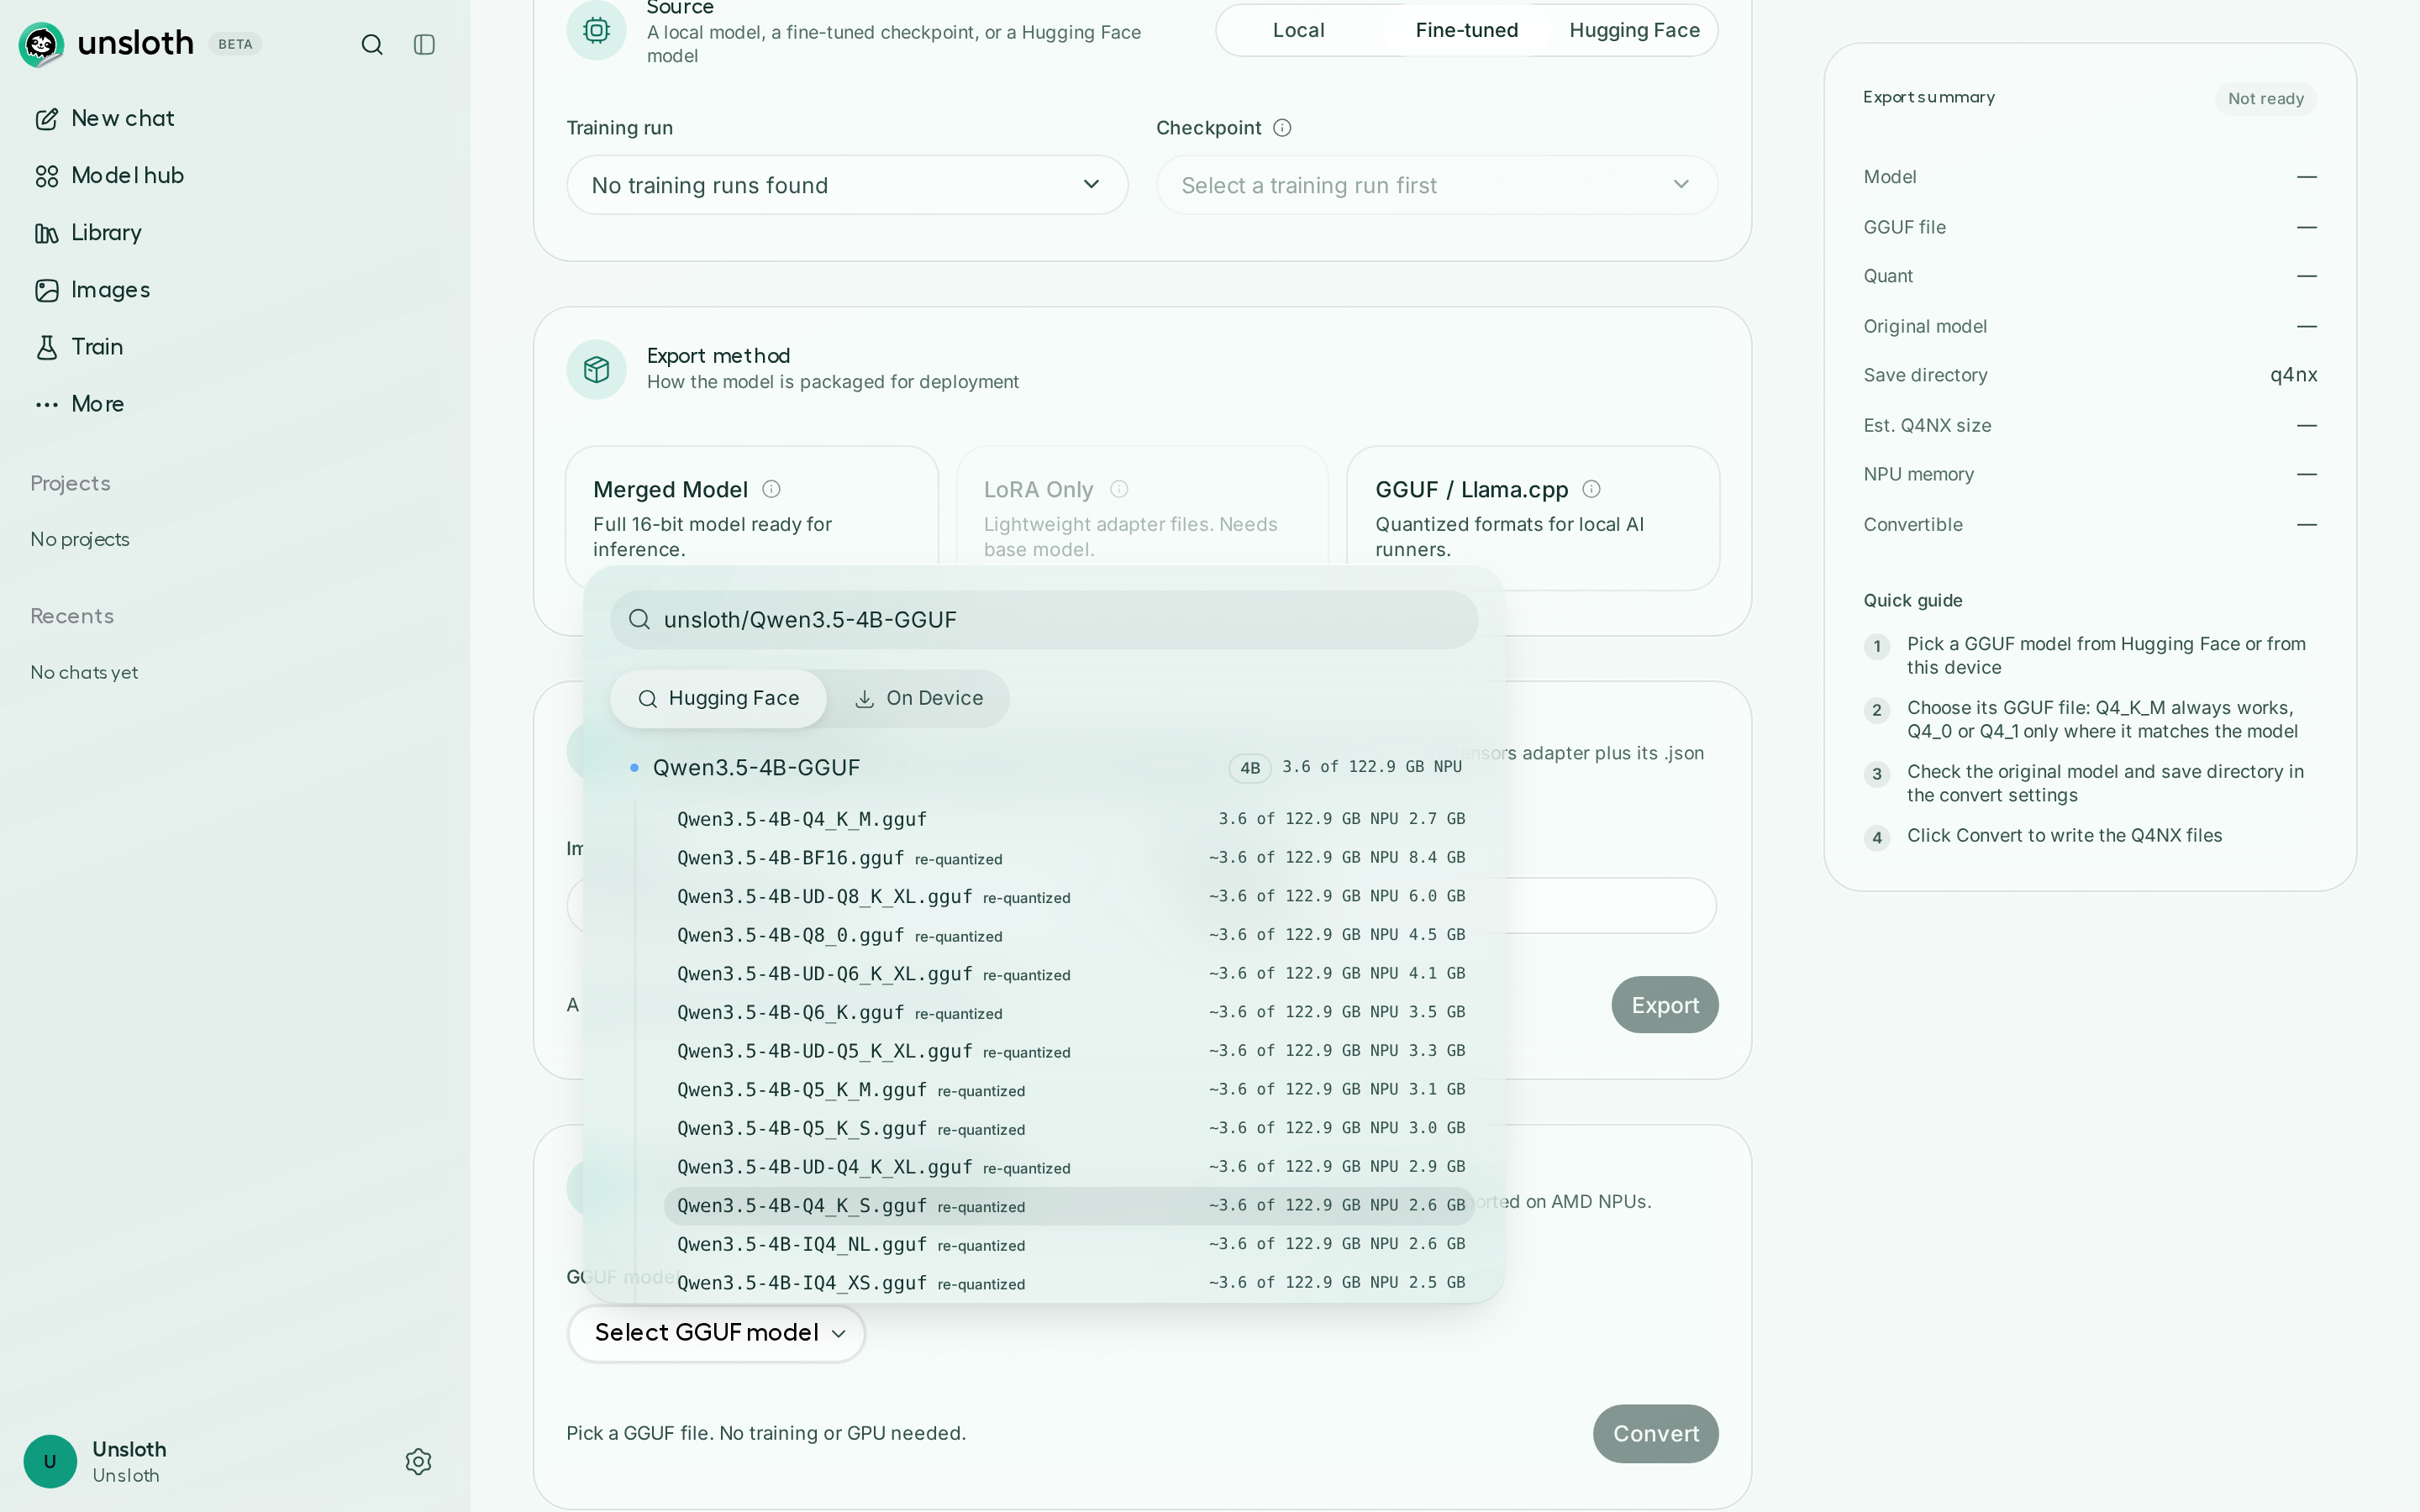 unsloth BETA
New chat
Model hub
Library
Images
Train
More
Projects
No projects
Recents
No chats yet
U
Unsloth
Unsloth
Source
A local model, a fine-tuned checkpoint, or a Hugging Face
model
Local
Fine-tuned
Hugging Face
Training run
No training runs found
Checkpoint
Select a training run first
Export method
How the model is packaged for deployment
Merged Model
Full 16-bit model ready for
inference.
LoRA Only
Lightweight adapter files. Needs
base model.
GGUF / Llama.cpp
Quantized formats for local AI
runners.
unsloth/Qwen3.5-4B-GGUF
Hugging Face
On Device
adapter plus its .json
Qwen3.5-4B-GGUF 4B 3.6 of 122.9 GB NPU
Qwen3.5-4B-Q4_K_M.gguf 3.6 of 122.9 GB NPU 2.7 GB
Qwen3.5-4B-BF16.gguf re-quantized ~3.6 of 122.9 GB NPU 8.4 GB
Qwen3.5-4B-UD-Q8_K_XL.gguf re-quantized ~3.6 of 122.9 GB NPU 6.0 GB
Qwen3.5-4B-Q8_0.gguf re-quantized ~3.6 of 122.9 GB NPU 4.5 GB
Qwen3.5-4B-UD-Q6_K_XL.gguf re-quantized ~3.6 of 122.9 GB NPU 4.1 GB
Qwen3.5-4B-Q6_K.gguf re-quantized ~3.6 of 122.9 GB NPU 3.5 GB
Qwen3.5-4B-UD-Q5_K_XL.gguf re-quantized ~3.6 of 122.9 GB NPU 3.3 GB
Qwen3.5-4B-Q5_K_M.gguf re-quantized ~3.6 of 122.9 GB NPU 3.1 GB
Qwen3.5-4B-Q5_K_S.gguf re-quantized ~3.6 of 122.9 GB NPU 3.0 GB
Qwen3.5-4B-UD-Q4_K_XL.gguf re-quantized ~3.6 of 122.9 GB NPU 2.9 GB
Qwen3.5-4B-Q4_K_S.gguf re-quantized ~3.6 of 122.9 GB NPU 2.6 GB
on AMD NPUs.
Qwen3.5-4B-IQ4_NL.gguf re-quantized ~3.6 of 122.9 GB NPU 2.6 GB
GGUF model
Qwen3.5-4B-IQ4_XS.gguf re-quantized ~3.6 of 122.9 GB NPU 2.5 GB
Export
Select GGUF model
Pick a GGUF file. No training or GPU needed.
Convert
Export summary
Not ready
Model —
GGUF file —
Quant —
Original model —
Save directory q4nx
Est. Q4NX size —
NPU memory —
Convertible —
Quick guide
1 Pick a GGUF model from Hugging Face or from
this device
2 Choose its GGUF file: Q4_K_M always works,
Q4_0 or Q4_1 only where it matches the model
3 Check the original model and save directory in
the convert settings
4 Click Convert to write the Q4NX files